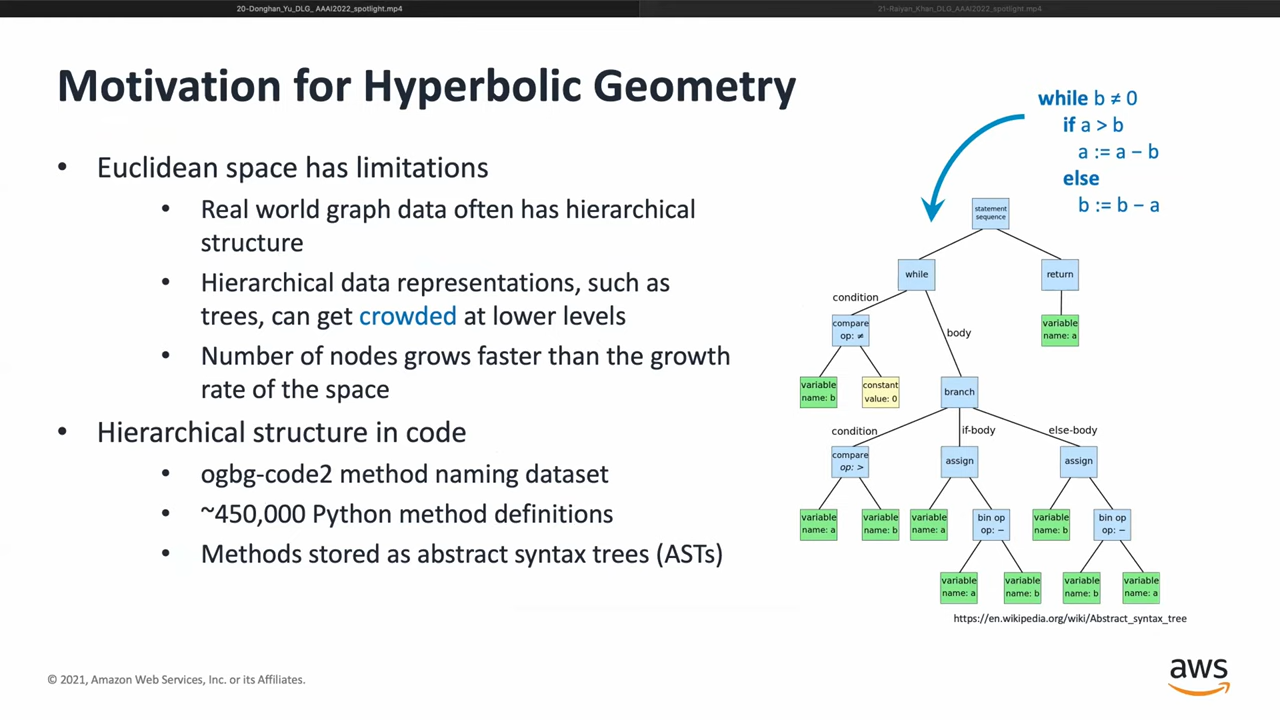 20-Donghan_Yu_DLG_ AAAI2022_spotlight.mp4
21-Raiyan_Khan_DLG_AAAI2022_spotlight.mp4
Motivation for Hyperbolic Geometry
• Euclidean space has limitations
• Real world graph data often has hierarchical
structure
• Hierarchical data representations, such as
trees, can get crowded at lower levels
• Number of nodes grows faster than the growth
rate of the space
• Hierarchical structure in code
• ogbg-code2 method naming dataset
• ~450,000 Python method definitions
• Methods stored as abstract syntax trees (ASTs)
while b ≠ 0
if a > b
a := a − b
else
b := b − a
statement
sequence
while
return
condition
body
compare
op: ≠
variable
name: a
variable
name: b
constant
value: 0
branch
condition
if-body
else-body
compare
op: >
assign
assign
variable
name: a
variable
name: b
variable
name: a
bin op
op: −
variable
name: b
bin op
op: −
variable
name: a
variable
name: b
variable
name: b
variable
name: a
https://en.wikipedia.org/wiki/Abstract_syntax_tree
© 2021, Amazon Web Services, Inc. or its Affiliates.
aws